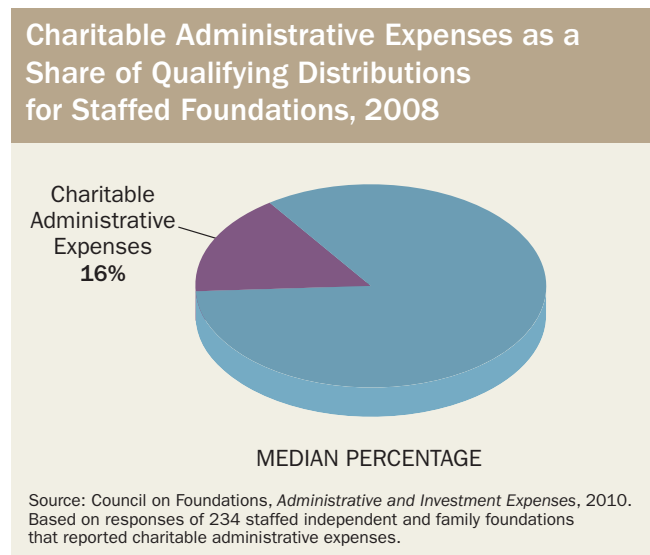 Charitable Administrative Expenses as a
Share of Qualifying Distributions
for Staffed Foundations, 2008
Charitable
Administrative
Expenses
16%
MEDIAN PERCENTAGE
Source: Council on Foundations, Administrative and Investment Expenses, 2010.
Based on responses of 234 staffed independent and family foundations
that reported charitable administrative expenses.